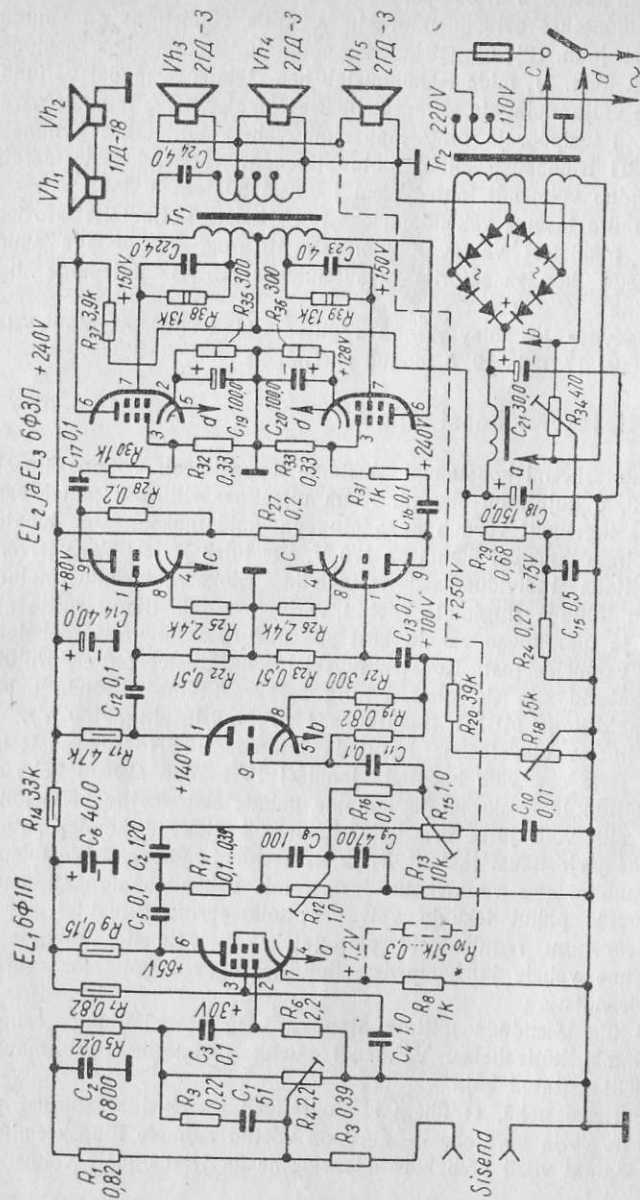 EL₁ 6Ф1П
EL₂ ja EL₃ 6Ф3П
+240V
R₁
0,82
C₂
6800
R₅ 0,22
R₇ 0,82
R₉ 0,15
+65V
C₆ 40,0
R₁₄ 33k
R₁₇ 47k
+140V
C₁₄ 40,0
+80V
C₁₂ 0,1
C₁₇ 0,1
R₃₀ 1k
R₂₈ 0,2
R₃₇ 3,9k
+150V
C₂₂ 4,0
R₃₈ 13k
R₃₅ 300
Tr₁
C₂₄ 4,0
Vh₁
Vh₂
1ГД-18
Vh₃
2ГД-3
Vh₄
2ГД-3
Vh₅
2ГД-3
R₃
0,22
C₁
51
+30V
C₃
0,1
R₆
2,2
2,2
R₃ 0,39
C₄ 1,0
R₈
1k
+1,2V
R₁₀ 51k...0,3
C₅ 0,1
C₇ 120
R₁₁
0,1...0,39
R₁₂
1,0
C₈ 100
C₉ 4700
R₁₃
100k
R₁₅ 1,0
R₁₆
C₁₁
0,1
R₁₉ 0,82
R₂₁ 300
R₂₂ 0,51
R₂₃ 0,51
R₂₅ 2,4k
R₂₆ 2,4k
C₁₃ 0,1
+100V
R₂₇
R₃₁
1k
C₁₆ 0,1
+240V
R₃₂
0,33
R₃₃
0,33
C₁₉ 100,0
C₂₀ 100,0
R₃₆ 300
+12,8V
R₃₉ 13k
C₂₃ 4,0
+150V
+250V
R₂₀ 39k
R₁₈ 15k
C₁₀
0,01
R₂₄ 0,27
C₁₅ 0,5
+75V
R₂₉
0,68
C₁₈ 150,0
C₂₁ 30,0
R₃₄ 470
Tr₂
220V
110V
a
b
c
d
Sisend